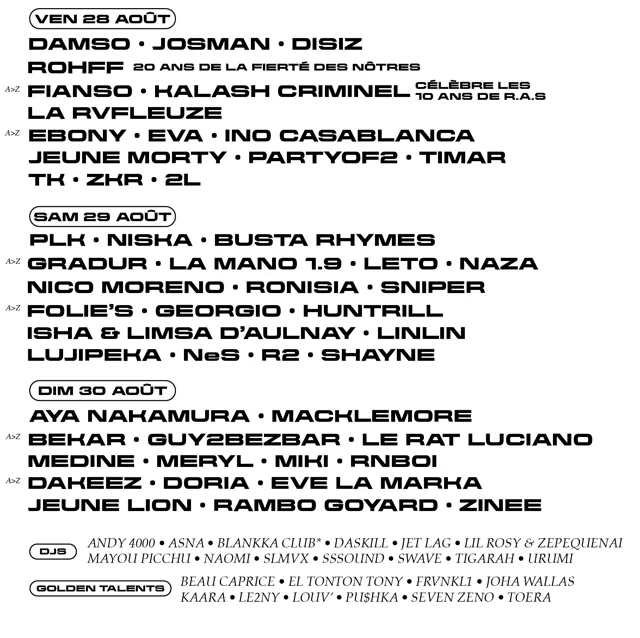 VEN 28 AOÛT
DAMSO • JOSMAN • DISIZ
ROHFF 20 ANS DE LA FIERTÉ DES NÔTRES
A>Z FIANSO • KALASH CRIMINEL CÉLÈBRE LES
10 ANS DE R.A.S
LA RVFLEUZE
A>Z EBONY • EVA • INO CASABLANCA
JEUNE MORTY • PARTYOF2 • TIMAR
TK • ZKR • 2L
SAM 29 AOÛT
PLK • NISKA • BUSTA RHYMES
A>Z GRADUR • LA MANO 1.9 • LETO • NAZA
NICO MORENO • RONISIA • SNIPER
A>Z FOLIE'S • GEORGIO • HUNTRILL
ISHA & LIMSA D'AULNAY • LINLIN
LUJIPEKA • NeS • R2 • SHAYNE
DIM 30 AOÛT
AYA NAKAMURA • MACKLEMORE
A>Z BEKAR • GUY2BEZBAR • LE RAT LUCIANO
MEDINE • MERYL • MIKI • RNBOI
A>Z DAKEEZ • DORIA • EVE LA MARKA
JEUNE LION • RAMBO GOYARD • ZINEE
DJS
ANDY 4000 • ASNA • BLANKKA CLUB* • DASKILL • JET LAG • LIL ROSY & ZEPEQUENAI
MAYOU PICCHU • NAOMI • SLMVX • SSSOUND • SWAVE • TIGARAH • URUMI
GOLDEN TALENTS
BEAU CAPRICE • EL TONTON TONY • FRVNKL1 • JOHA WALLAS
KAARA • LE2NY • LOUV' • PU$HKA • SEVEN ZENO • TOERA